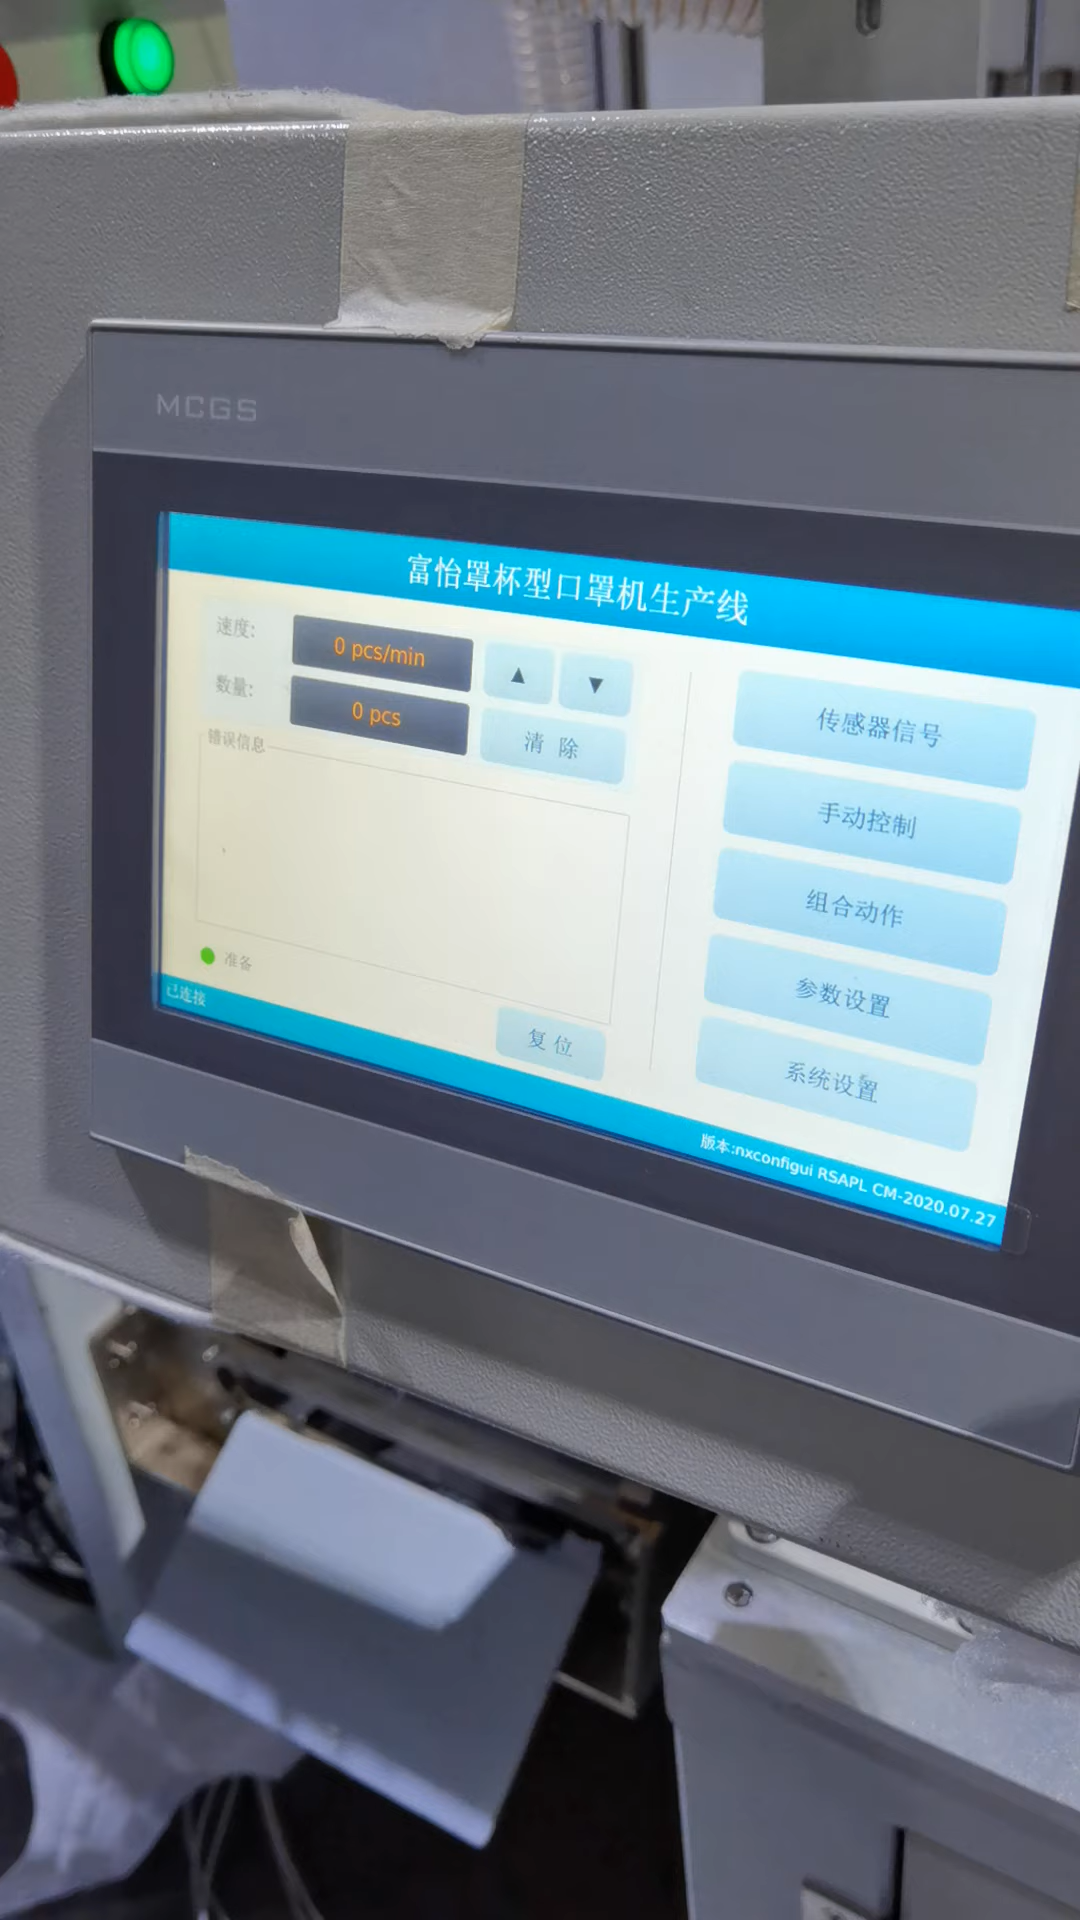 MCGS
富怡罩杯型口罩机生产线
速度:
0 pcs/min
▲
▼
数量:
0 pcs
清 除
错误信息
准备
复 位
传感器信号
手动控制
组合动作
参数设置
系统设置
已连接
版本:nxconfigui RSAPL CM-2020.07.27